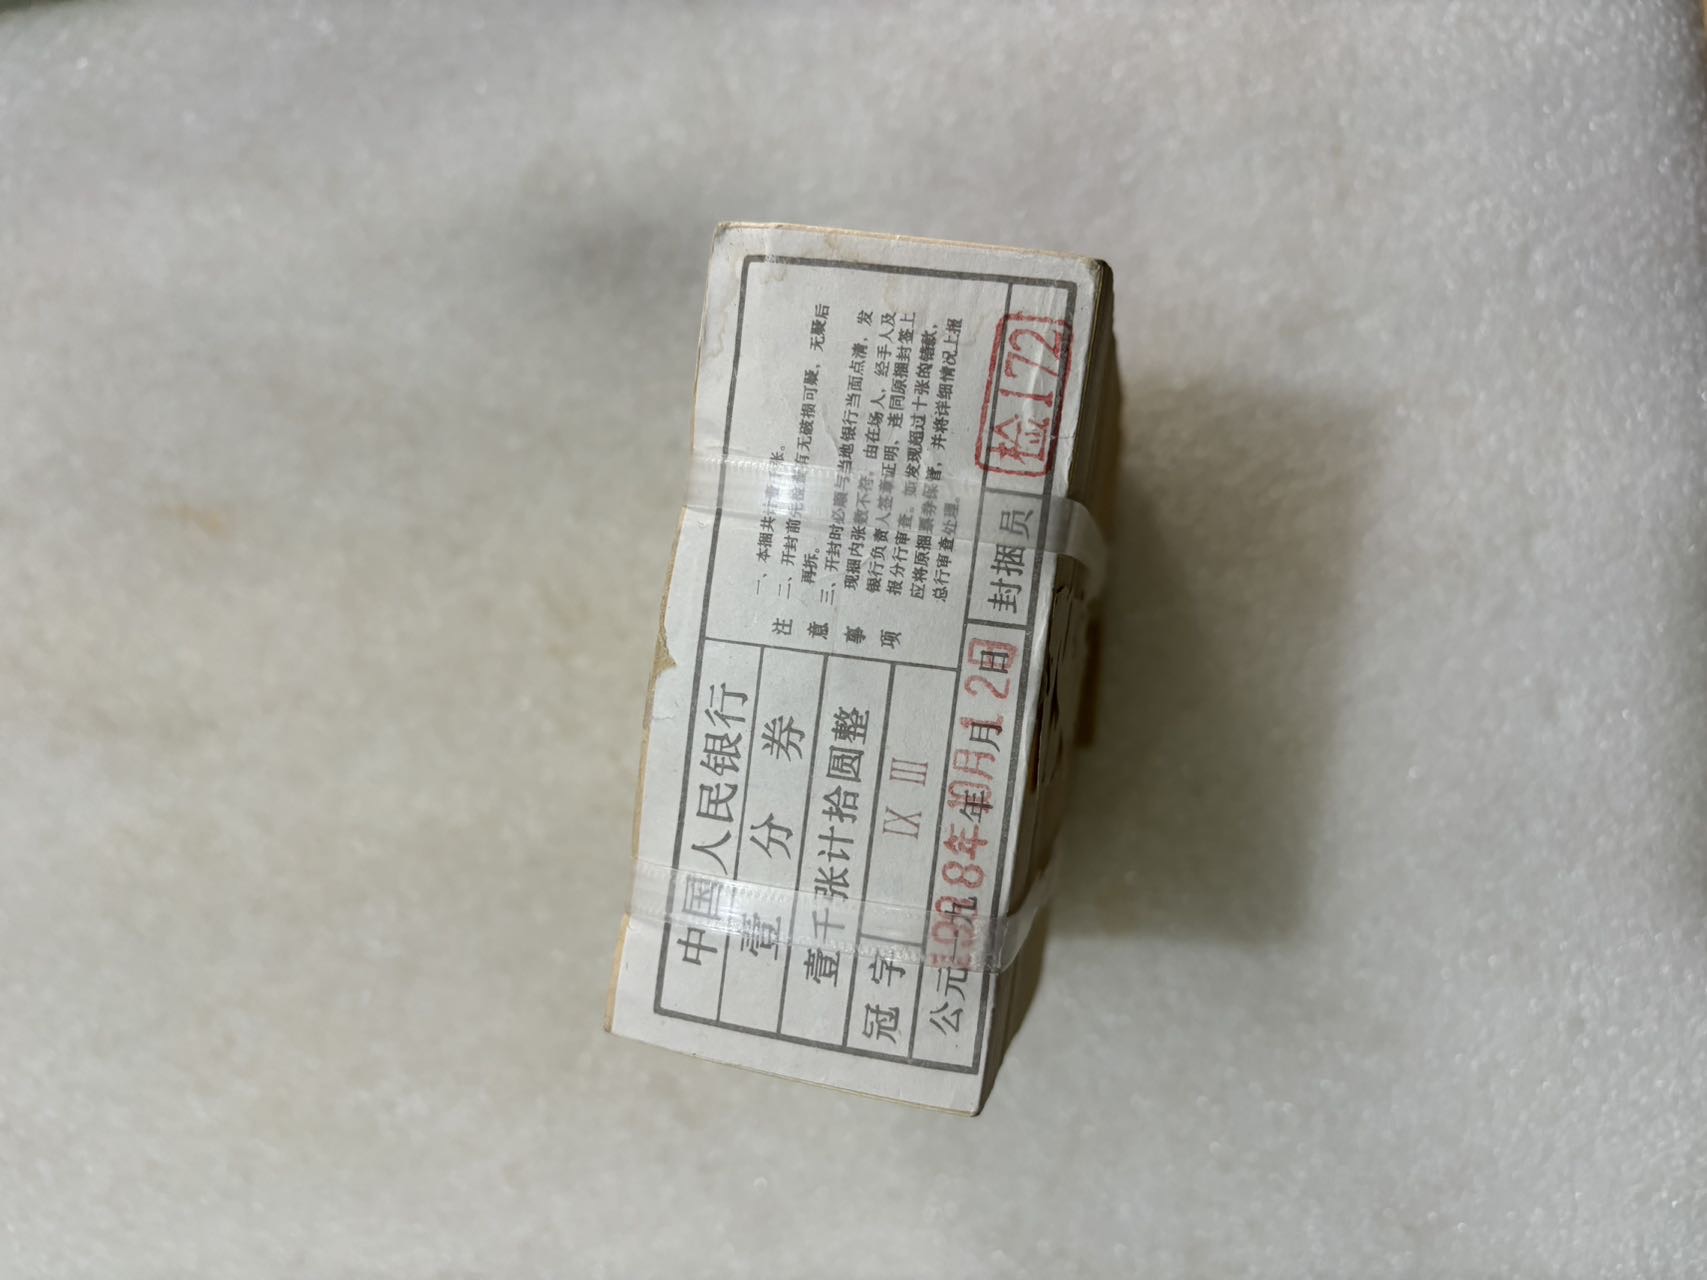 中国人民银行
壹分券
壹千张计拾圆整
冠字 IX III
注意事项
一、本捆共计壹千张。
二、开封前先检查有无破损可疑，无疑后
再拆。
三、开封时必须与当地银行当面点清，发
现捆内张数不符。由在场人，经手人及
银行负责人签章证明，连同原捆封签上
报分行审查。如发现超过十张的错款，
应将原捆票券保管，并将详细情况上报
总行审查处理。
公元一九 年 月 日
年10月12日
封捆员
检172